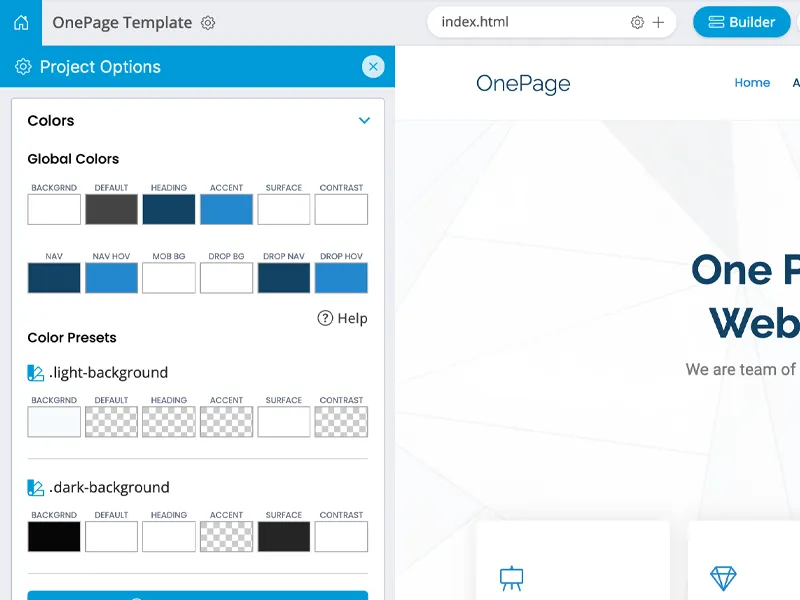 OnePage Template
index.html
Builder
Project Options
Colors
Global Colors
BACKGRND DEFAULT HEADING ACCENT SURFACE CONTRAST
NAV NAV HOV MOB BG DROP BG DROP NAV DROP HOV
Help
Color Presets
.light-background
BACKGRND DEFAULT HEADING ACCENT SURFACE CONTRAST
.dark-background
BACKGRND DEFAULT HEADING ACCENT SURFACE CONTRAST
OnePage
Home A
One P
Web
We are team of